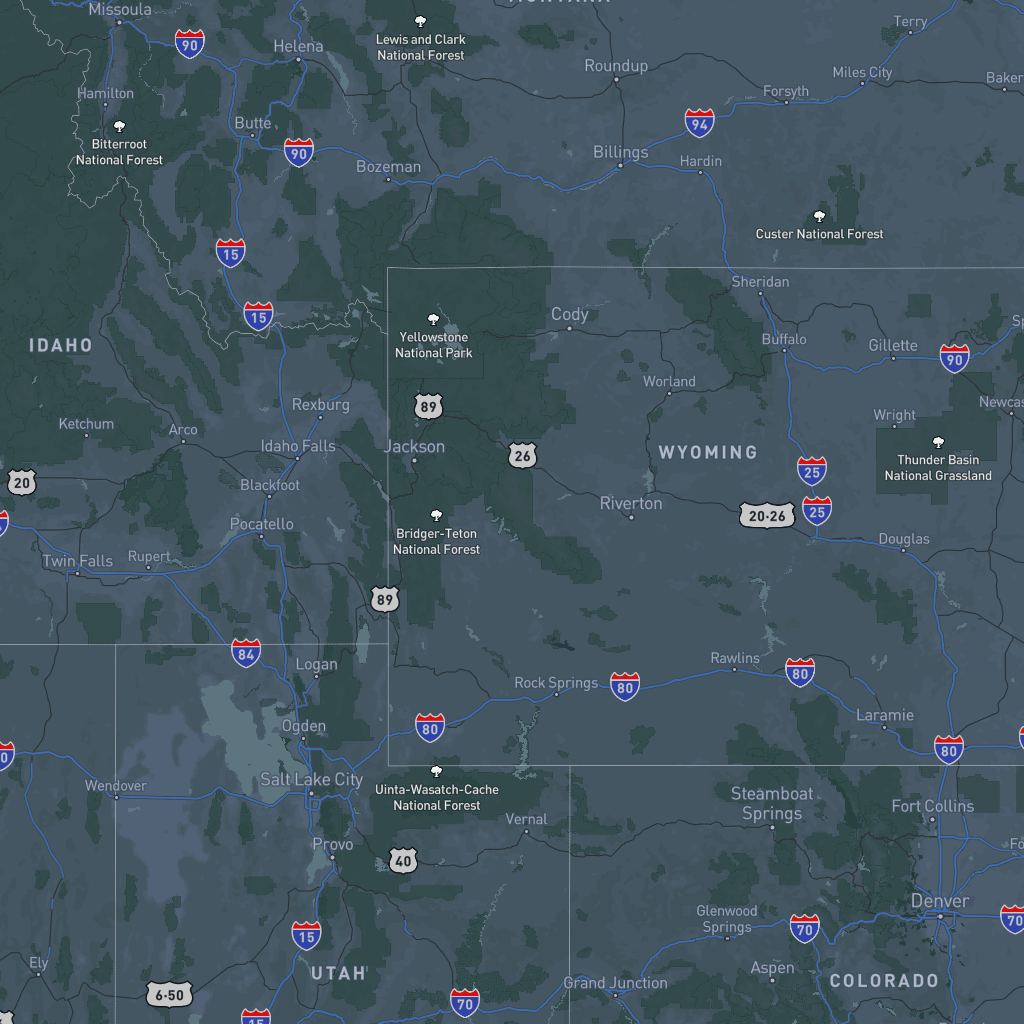 MONTANA
Missoula
90
Helena
Lewis and Clark
National Forest
Terry
Roundup
Miles City
Baker
Forsyth
Hamilton
94
Butte
Bitterroot
National Forest
90
Bozeman
Billings
Hardin
Custer National Forest
15
Sheridan
15
Cody
Yellowstone
National Park
IDAHO
Buffalo
Gillette
90
Worland
89
Rexburg
Ketchum
Arco
Wright
Idaho Falls
Jackson
26
WYOMING
Thunder Basin
National Grassland
25
20
Blackfoot
Riverton
20-26
25
Pocatello
Bridger-Teton
National Forest
Douglas
Twin Falls
Rupert
89
84
Logan
Rawlins
80
Rock Springs
80
Laramie
Ogden
80
80
Salt Lake City
Wendover
Uinta-Wasatch-Cache
National Forest
Steamboat
Springs
Fort Collins
Vernal
Provo
40
Denver
Glenwood
Springs
70
70
15
Ely
UTAH
Aspen
COLORADO
Grand Junction
6-50
70
15